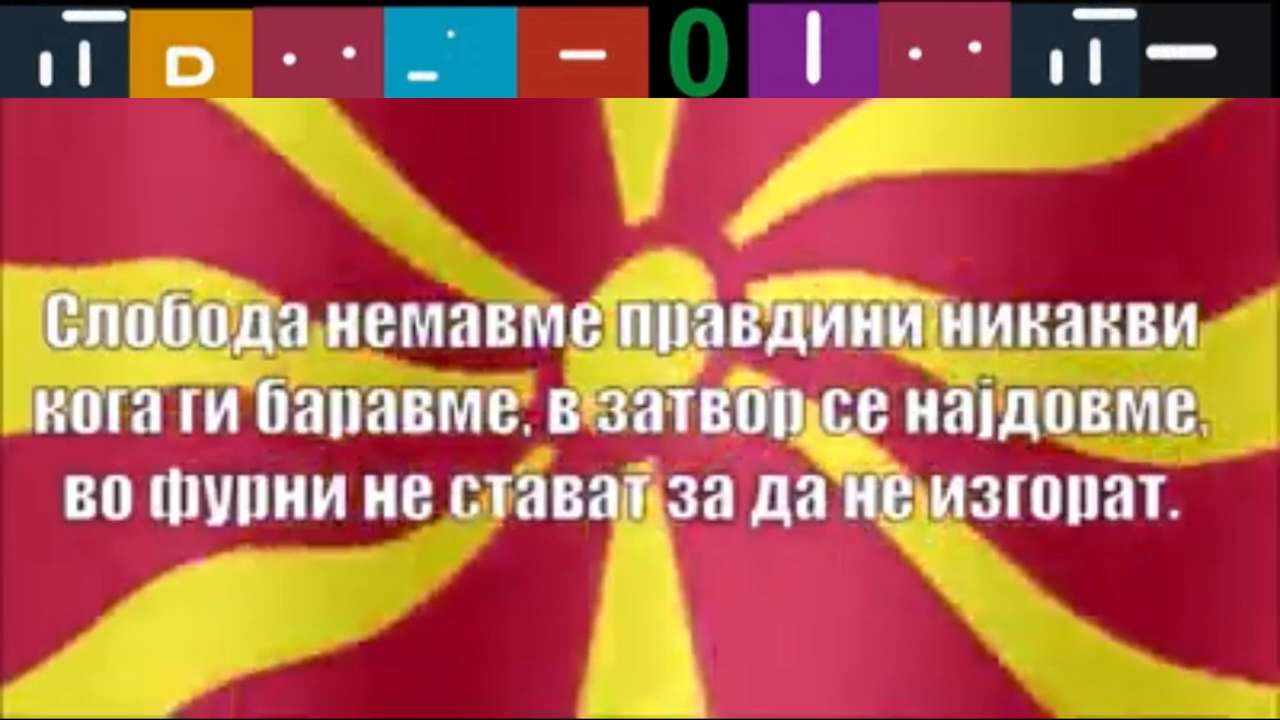 Слобода немавме правдини никакви
кога ги баравме, в затвор се најдовме,
во фурни не стават за да не изгорат.